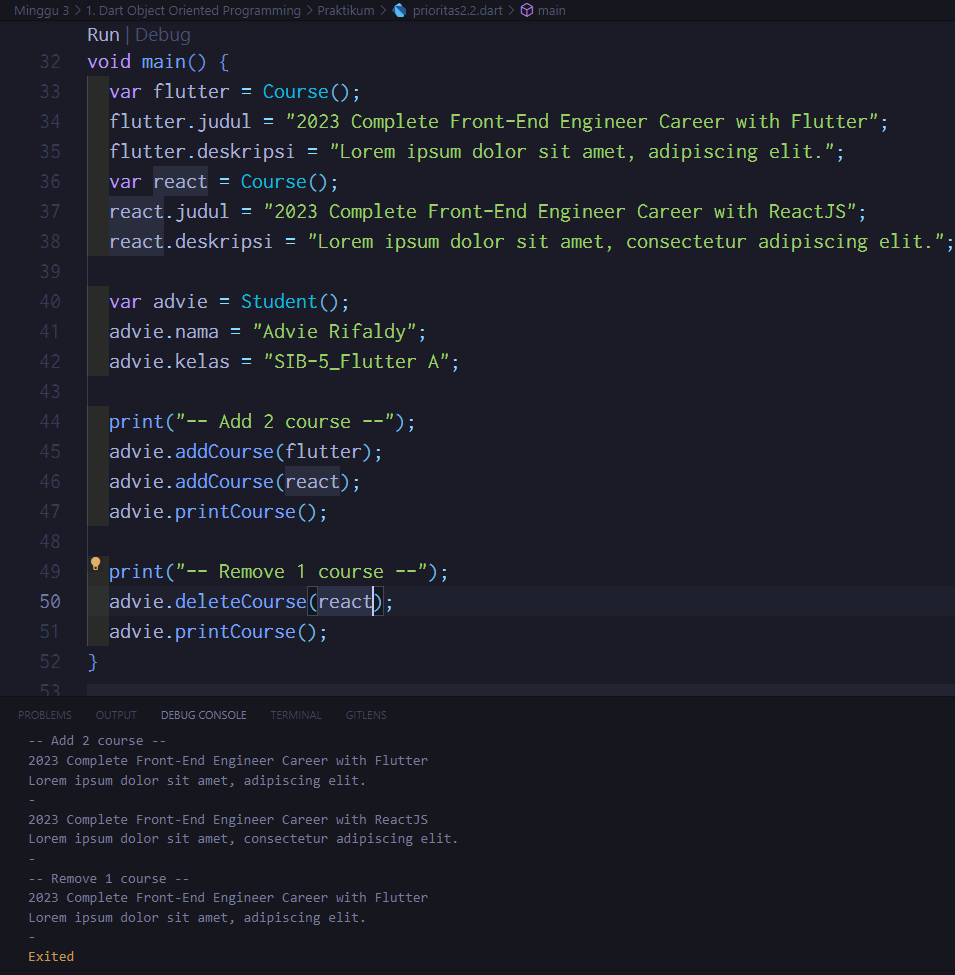 Minggu 3 > 1. Dart Object Oriented Programming > Praktikum > prioritas2.2.dart > main
Run | Debug
32 void main() {
33 var flutter = Course();
34 flutter.judul = "2023 Complete Front-End Engineer Career with Flutter";
35 flutter.deskripsi = "Lorem ipsum dolor sit amet, adipiscing elit.";
36 var react = Course();
37 react.judul = "2023 Complete Front-End Engineer Career with ReactJS";
38 react.deskripsi = "Lorem ipsum dolor sit amet, consectetur adipiscing elit.";
39
40 var advie = Student();
41 advie.nama = "Advie Rifaldy";
42 advie.kelas = "SIB-5_Flutter A";
43
44 print("-- Add 2 course --");
45 advie.addCourse(flutter);
46 advie.addCourse(react);
47 advie.printCourse();
48
49 print("-- Remove 1 course --");
50 advie.deleteCourse(react);
51 advie.printCourse();
52 }
53
PROBLEMS OUTPUT DEBUG CONSOLE TERMINAL GITLENS
-- Add 2 course --
2023 Complete Front-End Engineer Career with Flutter
Lorem ipsum dolor sit amet, adipiscing elit.
-
2023 Complete Front-End Engineer Career with ReactJS
Lorem ipsum dolor sit amet, consectetur adipiscing elit.
-
-- Remove 1 course --
2023 Complete Front-End Engineer Career with Flutter
Lorem ipsum dolor sit amet, adipiscing elit.
-
Exited